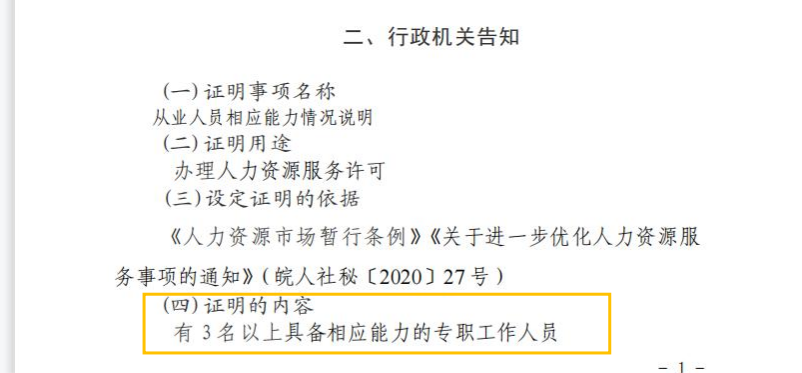 二、行政机关告知
(一)证明事项名称
从业人员相应能力情况说明
(二)证明用途
办理人力资源服务许可
(三)设定证明的依据
《人力资源市场暂行条例》《关于进一步优化人力资源服
务事项的通知》(皖人社秘〔2020〕27号)
(四)证明的内容
有 3名以上具备相应能力的专职工作人员
- 1 -